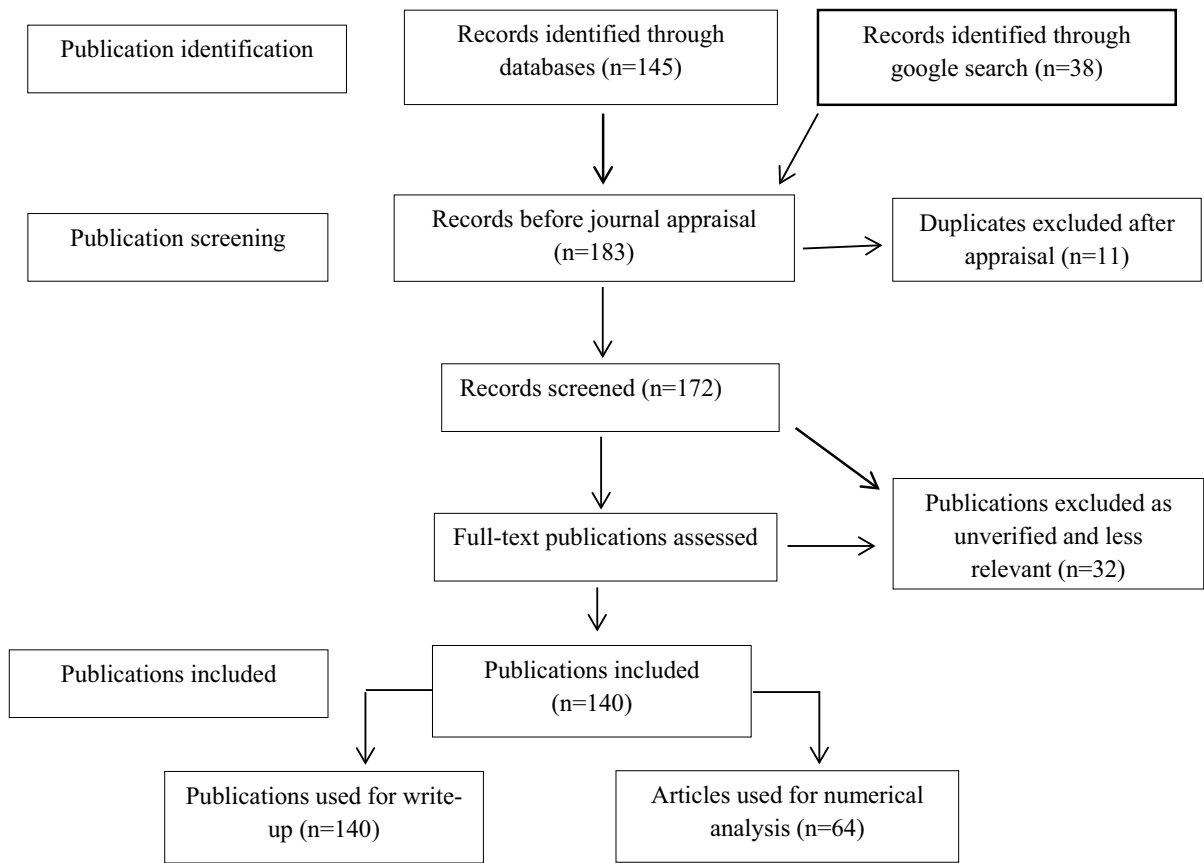 Publication identification
Records identified through
databases (n=145)
Records identified through
google search (n=38)
Publication screening
Records before journal appraisal
(n=183)
Duplicates excluded after
appraisal (n=11)
Records screened (n=172)
Full-text publications assessed
Publications excluded as
unverified and less
relevant (n=32)
Publications included
Publications included
(n=140)
Publications used for write-
up (n=140)
Articles used for numerical
analysis (n=64)